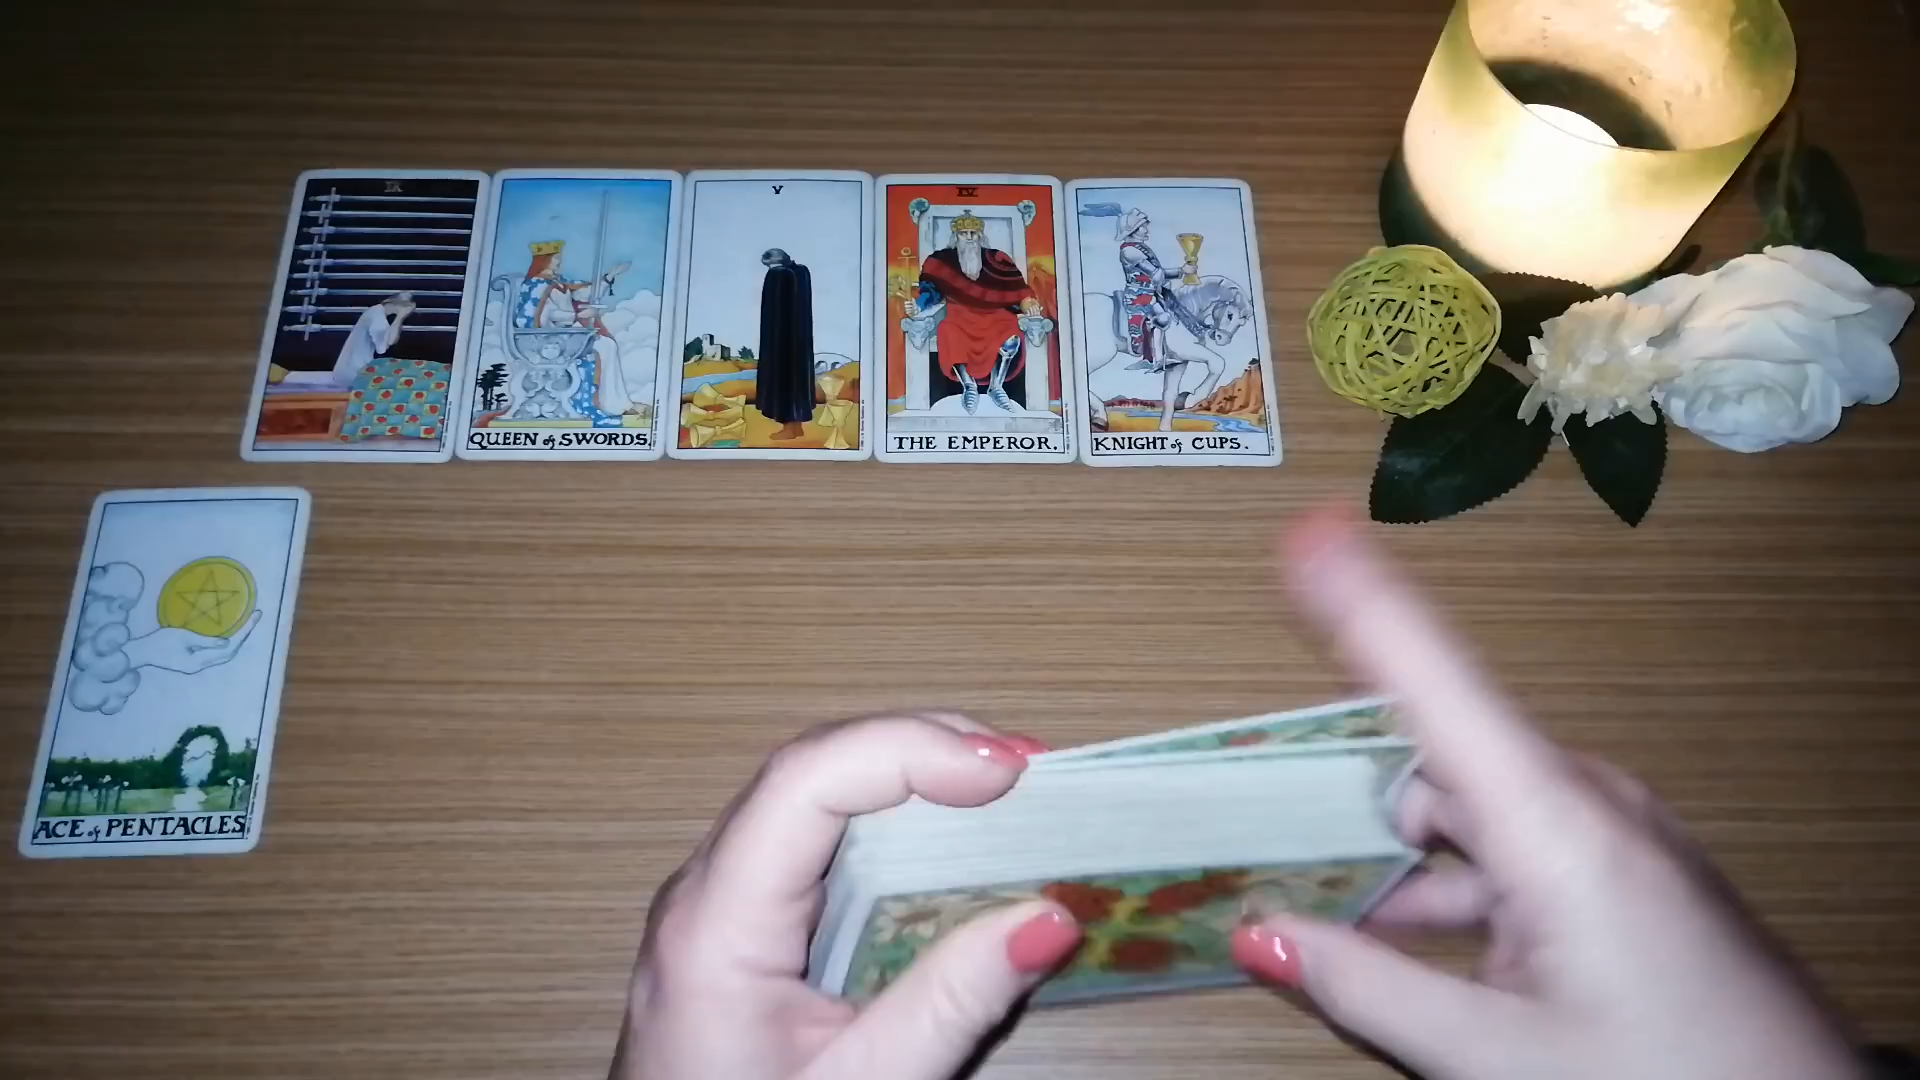 IX
QUEEN of SWORDS.
V
IV
THE EMPEROR.
KNIGHT of CUPS.
ACE of PENTACLES